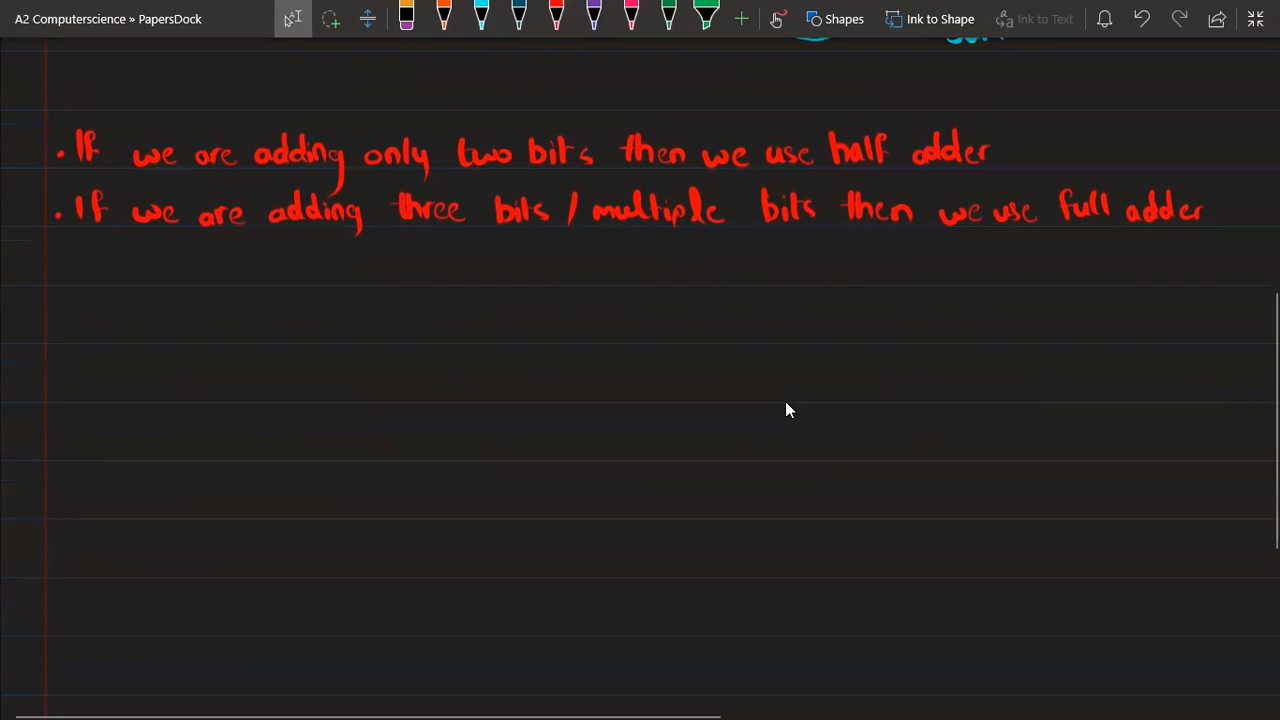 A2 Computerscience » PapersDock
Shapes
Ink to Shape
Ink to Text
. If we are adding only two bits then we use half adder
. If we are adding three bits / multiple bits then we use full adder